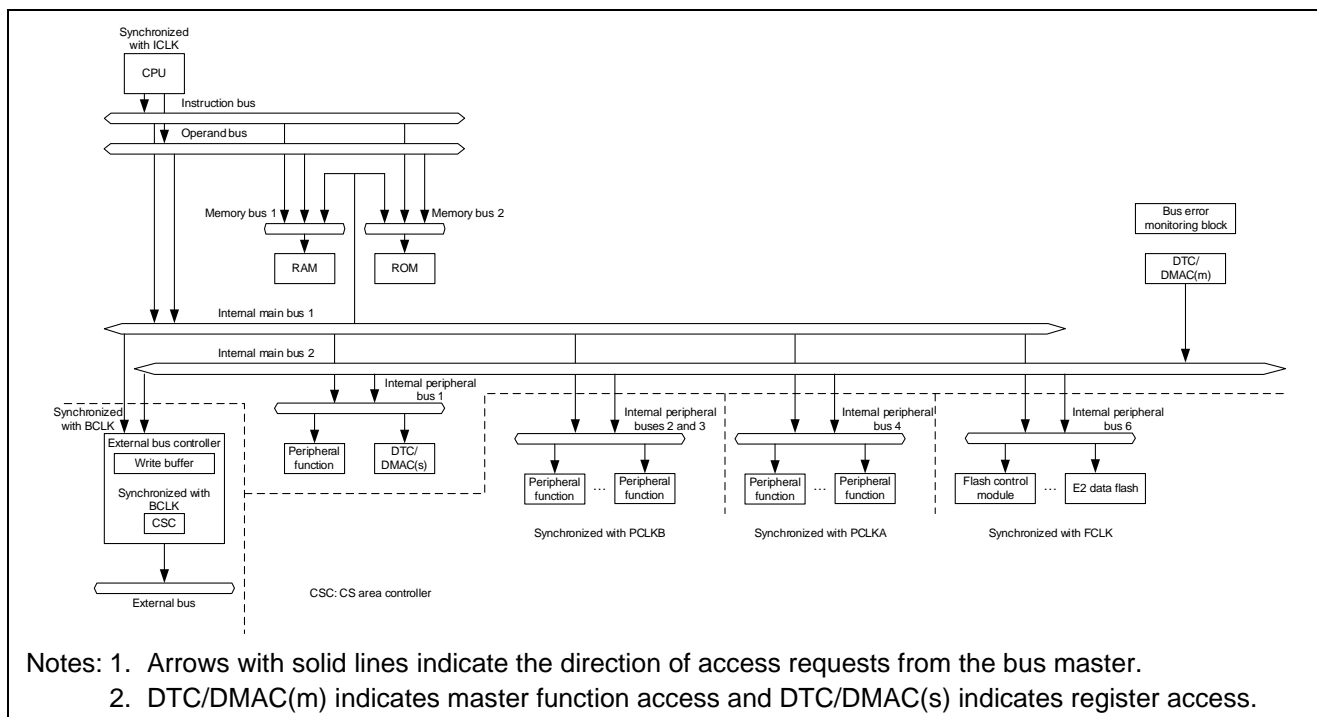 Synchronized
with ICLK
CPU
Instruction bus
Operand bus
Memory bus 1
Memory bus 2
RAM
ROM
Bus error
monitoring block
DTC/
DMAC(m)
Internal main bus 1
Internal main bus 2
Internal peripheral
bus 1
Synchronized
with BCLK
External bus controller
Write buffer
Synchronized with
BCLK
CSC
External bus
Peripheral
function
DTC/
DMAC(s)
Internal peripheral
buses 2 and 3
Peripheral
function
...
Peripheral
function
Synchronized with PCLKB
Internal peripheral
bus 4
Peripheral
function
...
Peripheral
function
Synchronized with PCLKA
Internal peripheral
bus 6
Flash control
module
...
E2 data flash
Synchronized with FCLK
CSC: CS area controller
Notes: 1. Arrows with solid lines indicate the direction of access requests from the bus master.
2. DTC/DMAC(m) indicates master function access and DTC/DMAC(s) indicates register access.